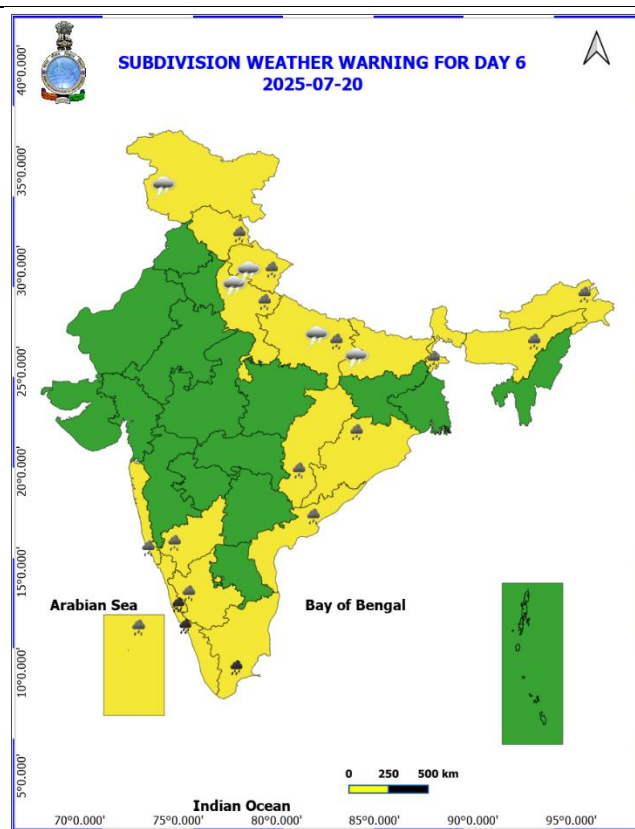 SUBDIVISION WEATHER WARNING FOR DAY 6
2025-07-20
40°0.000'
35°0.000'
30°0.000'
25°0.000'
20°0.000'
15°0.000'
10°0.000'
5°0.000'
Arabian Sea
Bay of Bengal
0 250 500 km
Indian Ocean
70°0.000' 75°0.000' 80°0.000' 85°0.000' 90°0.000' 95°0.000'